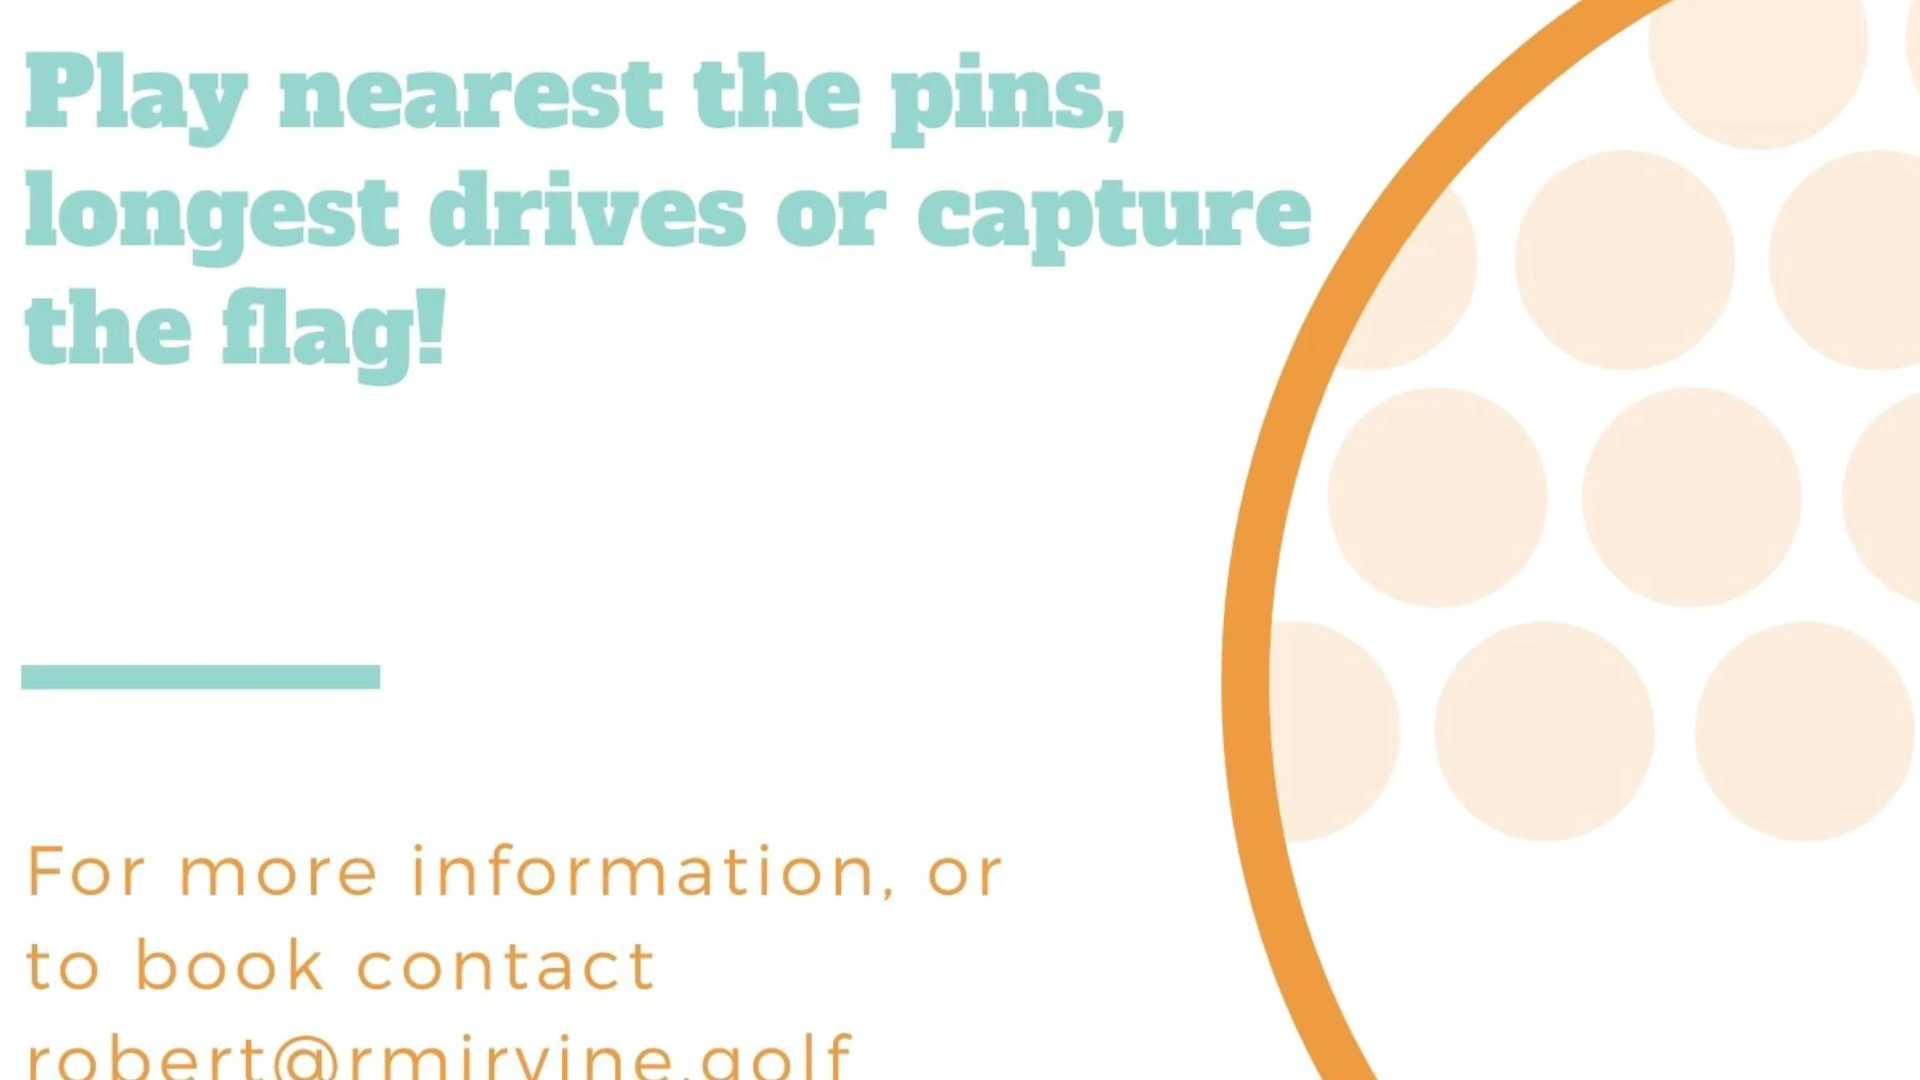 Play nearest the pins,
longest drives or capture
the flag!
For more information, or
to book contact
robert@rmirvine.golf